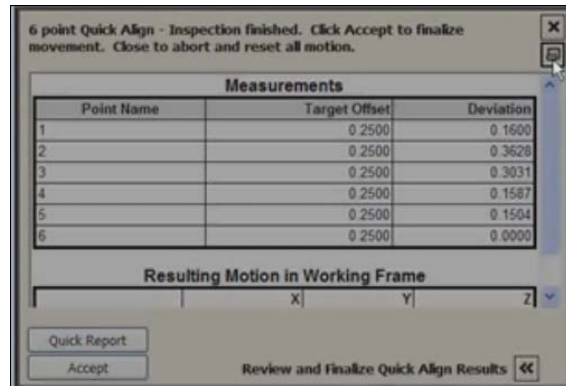 6 point Quick Align - Inspection finished. Click Accept to finalize
movement. Close to abort and reset all motion.
Measurements
Point Name Target Offset Deviation
1 0.2500 0.1600
2 0.2500 0.3628
3 0.2500 0.3031
4 0.2500 0.1587
5 0.2500 0.1504
6 0.2500 0.0000
Resulting Motion in Working Frame
X Y Z
Quick Report
Accept Review and Finalize Quick Align Results